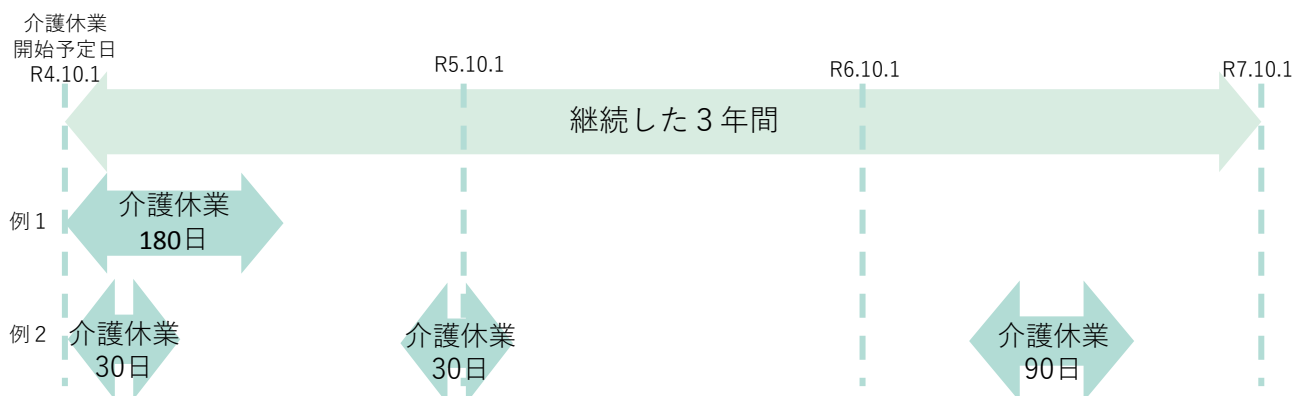 介護休業
開始予定日
R4.10.1
R5.10.1
R6.10.1
R7.10.1
継続した３年間
例１
介護休業
180日
例２
介護休業
30日
介護休業
30日
介護休業
90日